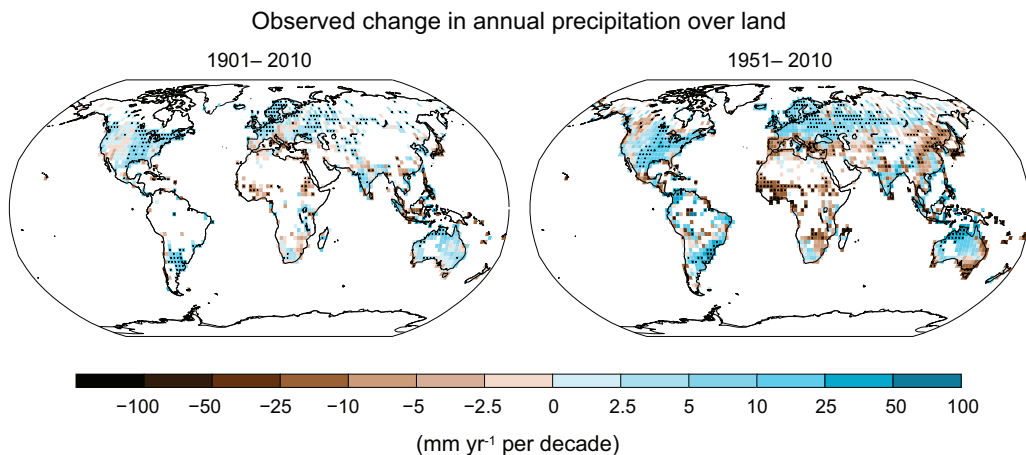 Observed change in annual precipitation over land
1901– 2010
1951– 2010
−100 −50 −25 −10 −5 −2.5 0 2.5 5 10 25 50 100
(mm yr⁻¹ per decade)